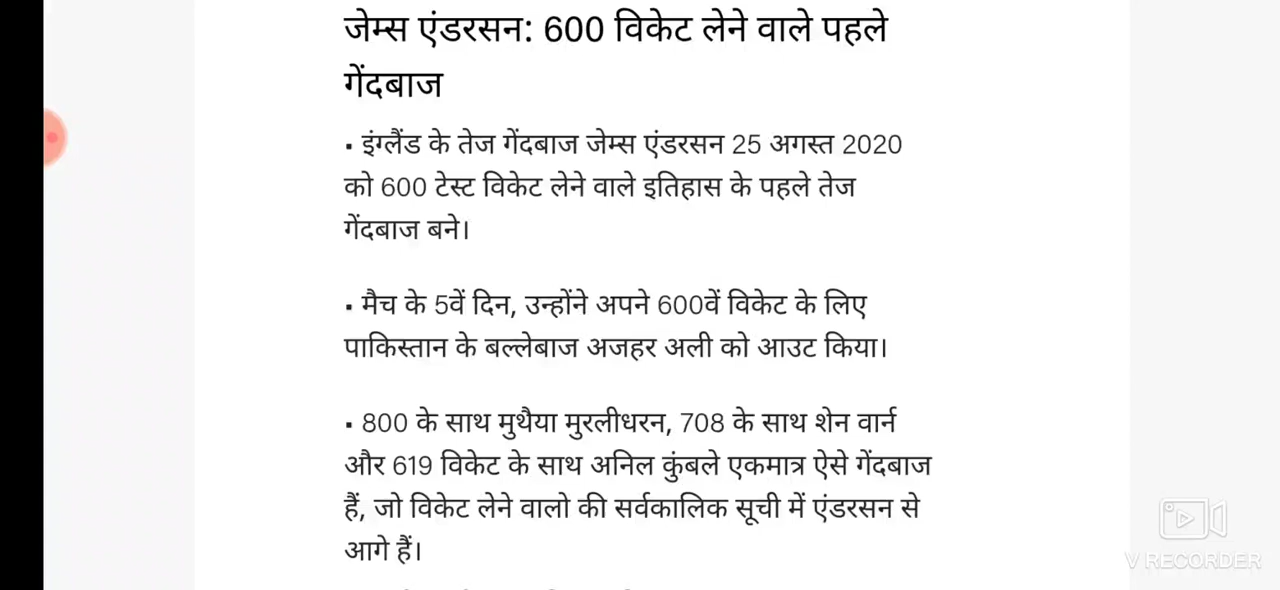 जेम्स एंडरसन: 600 विकेट लेने वाले पहले
गेंदबाज
▪ इंग्लैंड के तेज गेंदबाज जेम्स एंडरसन 25 अगस्त 2020
को 600 टेस्ट विकेट लेने वाले इतिहास के पहले तेज
गेंदबाज बने।
▪ मैच के 5वें दिन, उन्होंने अपने 600वें विकेट के लिए
पाकिस्तान के बल्लेबाज अजहर अली को आउट किया।
▪ 800 के साथ मुथैया मुरलीधरन, 708 के साथ शेन वार्न
और 619 विकेट के साथ अनिल कुंबले एकमात्र ऐसे गेंदबाज
हैं, जो विकेट लेने वालो की सर्वकालिक सूची में एंडरसन से
आगे हैं।
V RECORDER